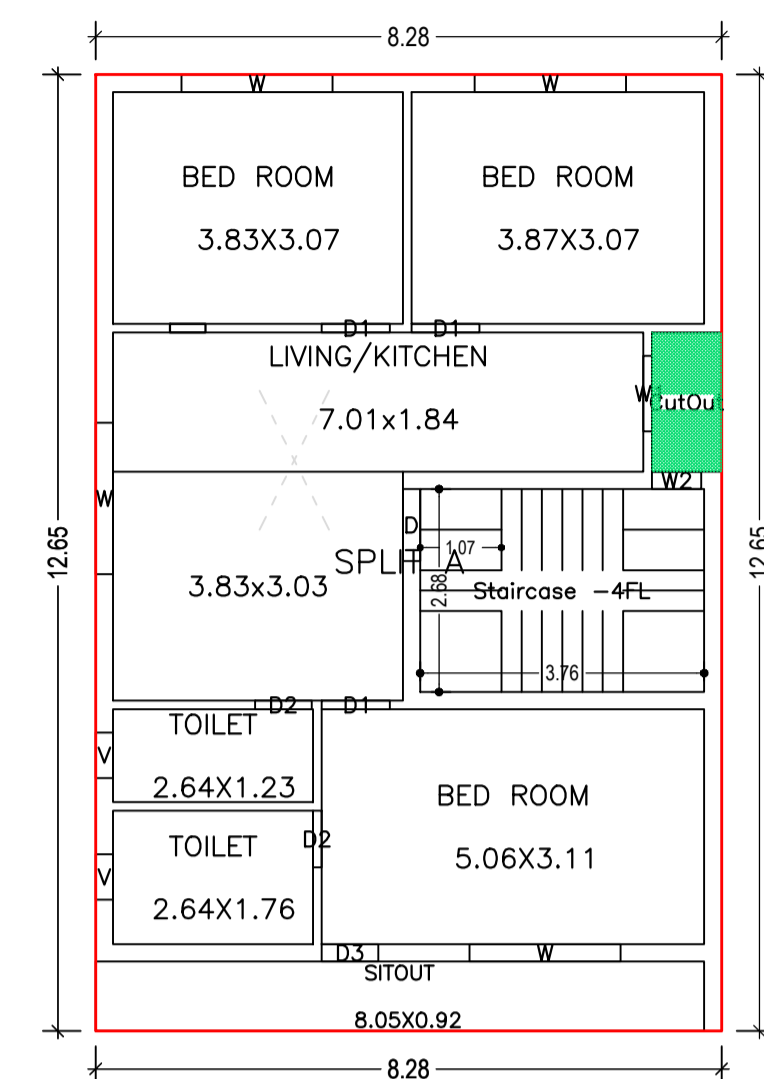 8.28
W
W
BED ROOM
BED ROOM
3.83X3.07
3.87X3.07
D1
D1
LIVING/KITCHEN
7.01x1.84
W
CutOut
W2
W
D
12.65
12.65
SPLIT A
1.07
2.68
3.83x3.03
Staircase -4FL
3.76
D2
D1
TOILET
V
2.64X1.23
BED ROOM
D2
TOILET
5.06X3.11
V
2.64X1.76
D3
W
SITOUT
8.05X0.92
8.28